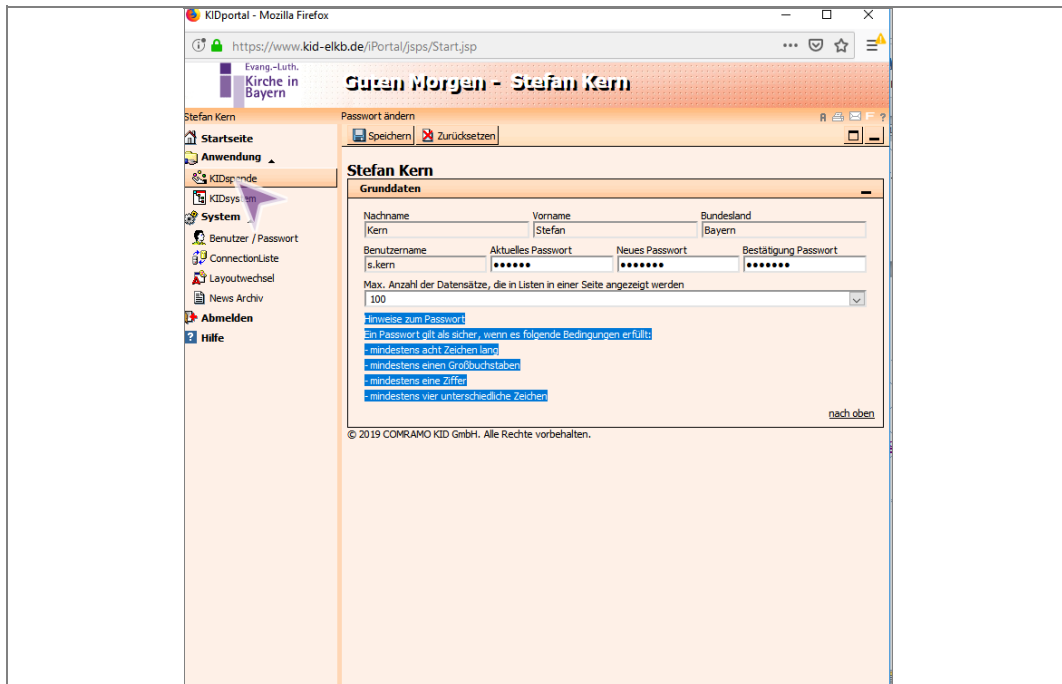 KIDportal - Mozilla Firefox
https://www.kid-elkb.de/iPortal/jsps/Start.jsp
Evang.-Luth.
Kirche in
Bayern
Guten Morgen - Stefan Kern
Stefan Kern
Passwort ändern
A F ?
Startseite
Speichern Zurücksetzen
Anwendung
KIDspende
KIDsystem
System
Benutzer / Passwort
ConnectionListe
Layoutwechsel
News Archiv
Abmelden
Hilfe
Stefan Kern
Grunddaten
Nachname Vorname Bundesland
Kern Stefan Bayern
Benutzername Aktuelles Passwort Neues Passwort Bestätigung Passwort
s.kern •••••• ••••••• •••••••
Max. Anzahl der Datensätze, die in Listen in einer Seite angezeigt werden
100
Hinweise zum Passwort
Ein Passwort gilt als sicher, wenn es folgende Bedingungen erfüllt:
- mindestens acht Zeichen lang
- mindestens einen Großbuchstaben
- mindestens eine Ziffer
- mindestens vier unterschiedliche Zeichen
nach oben
© 2019 COMRAMO KID GmbH. Alle Rechte vorbehalten.